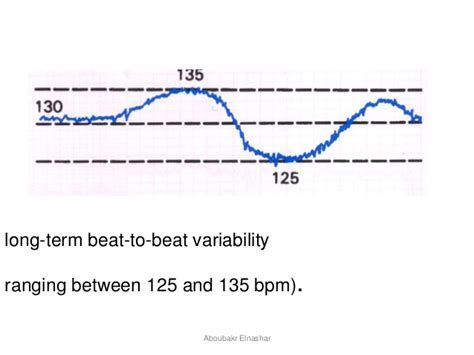 135
130
125
long-term beat-to-beat variability
ranging between 125 and 135 bpm).
Aboubakr Elnashar